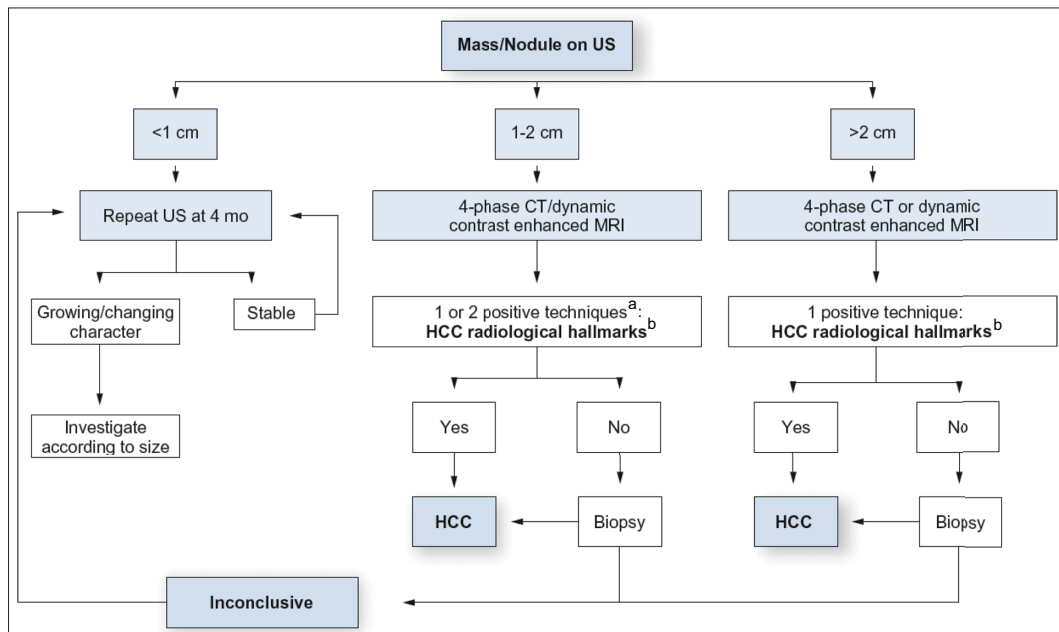 Mass/Nodule on US
<1 cm
1-2 cm
>2 cm
Repeat US at 4 mo
4-phase CT/dynamic
contrast enhanced MRI
4-phase CT or dynamic
contrast enhanced MRI
Growing/changing
character
Stable
1 or 2 positive techniquesa:
HCC radiological hallmarksb
1 positive technique:
HCC radiological hallmarksb
Investigate
according to size
Yes
No
Yes
No
HCC
Biopsy
HCC
Biopsy
Inconclusive